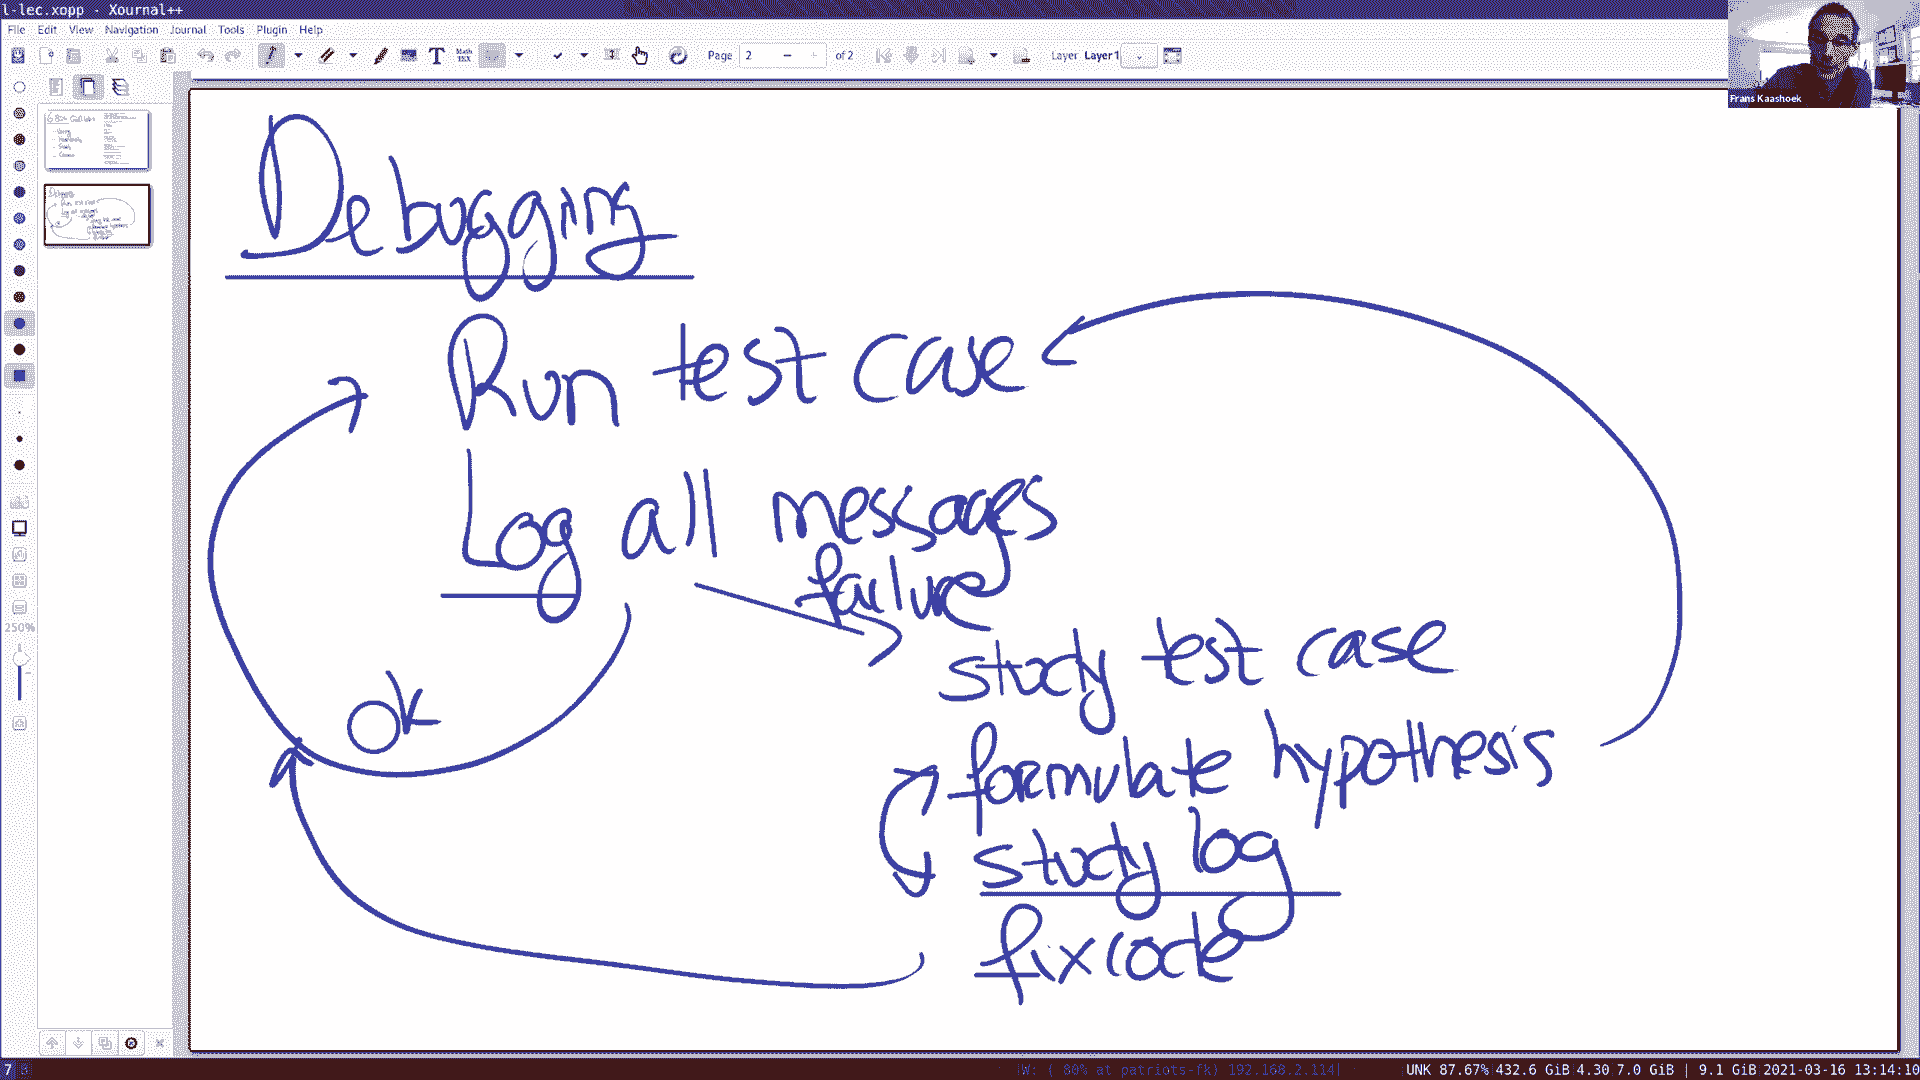 l-lec.xopp - Xournal++
File Edit View Navigation Journal Tools Plugin Help
Page 2 of 2 Layer Layer1
Frans Kaashoek
Debugging
Run test case
Log all messages
failure
study test case
ok
formulate hypothesis
study log
fix code
250%
7 8 W: ( 80% at patriots-fk) 192.168.2.114| UNK 87.67%|432.6 GiB 4.30 7.0 GiB | 9.1 GiB 2021-03-16 13:14:10